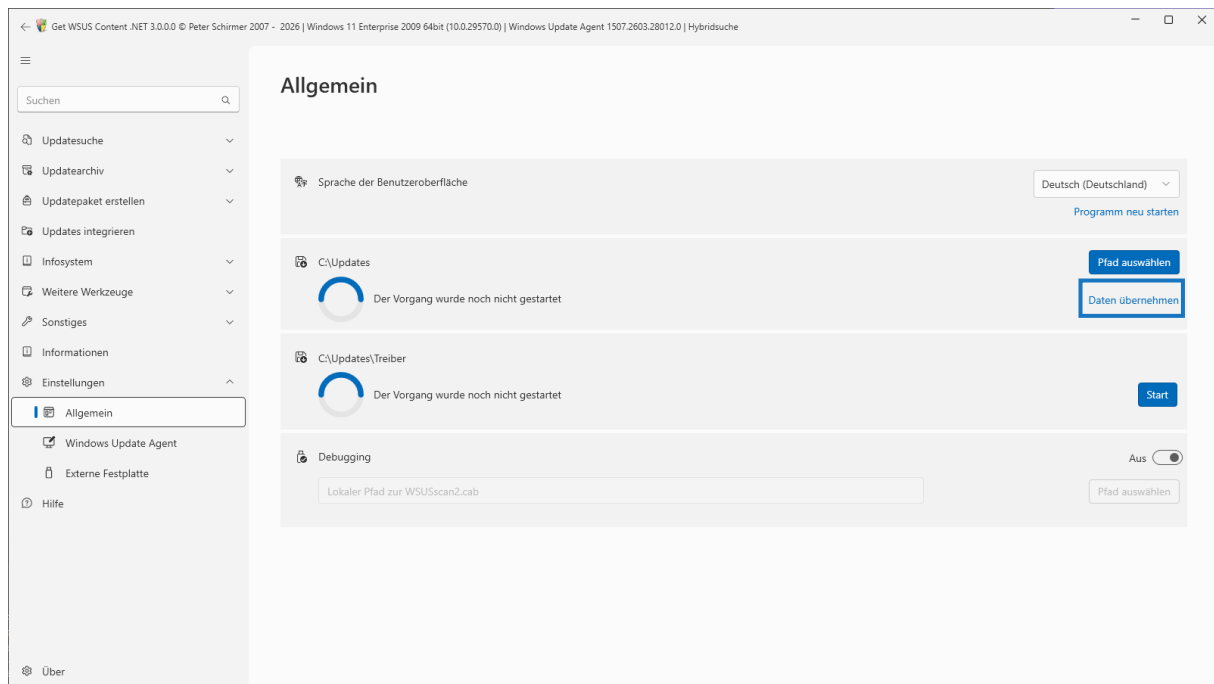 Get WSUS Content .NET 3.0.0.0 © Peter Schirmer 2007 - 2026 | Windows 11 Enterprise 2009 64bit (10.0.29570.0) | Windows Update Agent 1507.2603.28012.0 | Hybridsuche
Suchen
Updatesuche
Updatearchiv
Updatepaket erstellen
Updates integrieren
Infosystem
Weitere Werkzeuge
Sonstiges
Informationen
Einstellungen
Allgemein
Windows Update Agent
Externe Festplatte
Hilfe
Über
Allgemein
Sprache der Benutzeroberfläche
Deutsch (Deutschland)
Programm neu starten
C:\Updates
Pfad auswählen
Der Vorgang wurde noch nicht gestartet
Daten übernehmen
C:\Updates\Treiber
Der Vorgang wurde noch nicht gestartet
Start
Debugging
Aus
Lokaler Pfad zur WSUSscan2.cab
Pfad auswählen